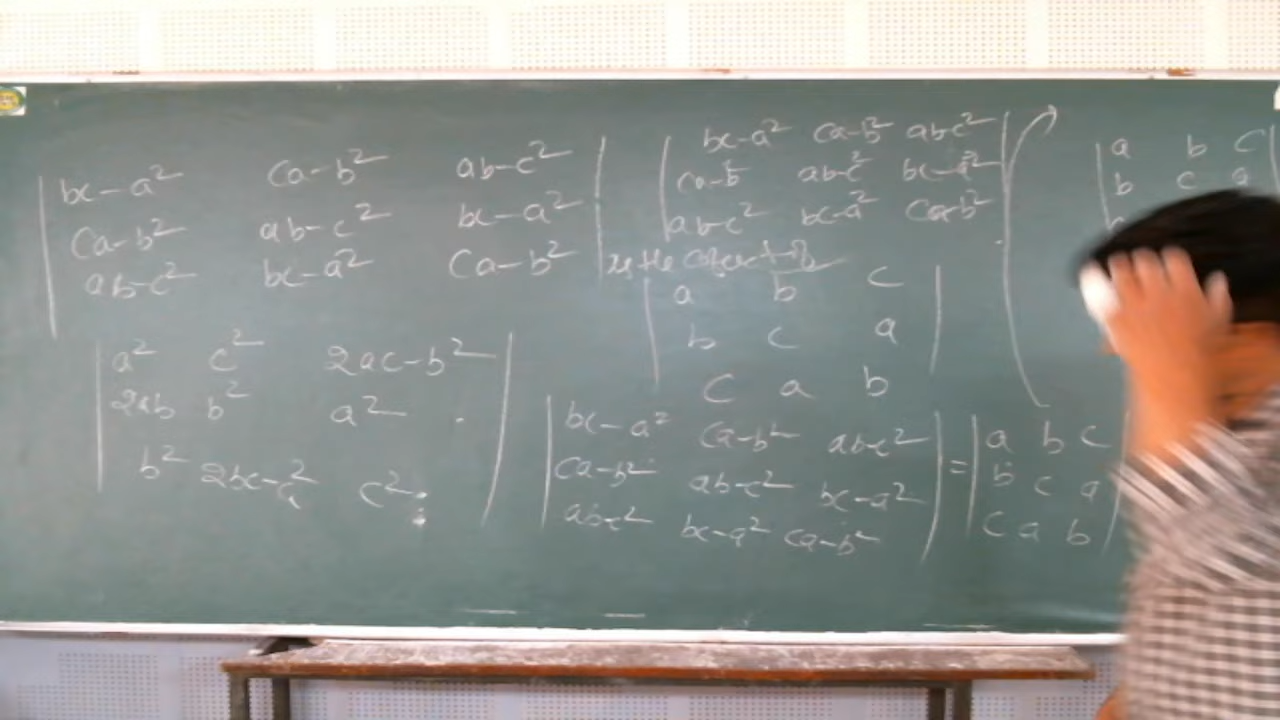 bc-a² ca-b² ab-c²
ca-b² ab-c² bc-a²
ab-c² bc-a² ca-b²
a² c² 2ac-b²
2ab b² a²
b² 2bc-c² c²
bc-a² ca-b² ab-c²
ca-b² ab-c² bc-a²
ab-c² bc-a² ca-b²
is the
a b c
b c a
c a b
bc-a² ca-b² ab-c²
ca-b² ab-c² bc-a²
ab-c² bc-a² ca-b²
=
a b c
b c a
c a b
a b c
b c a